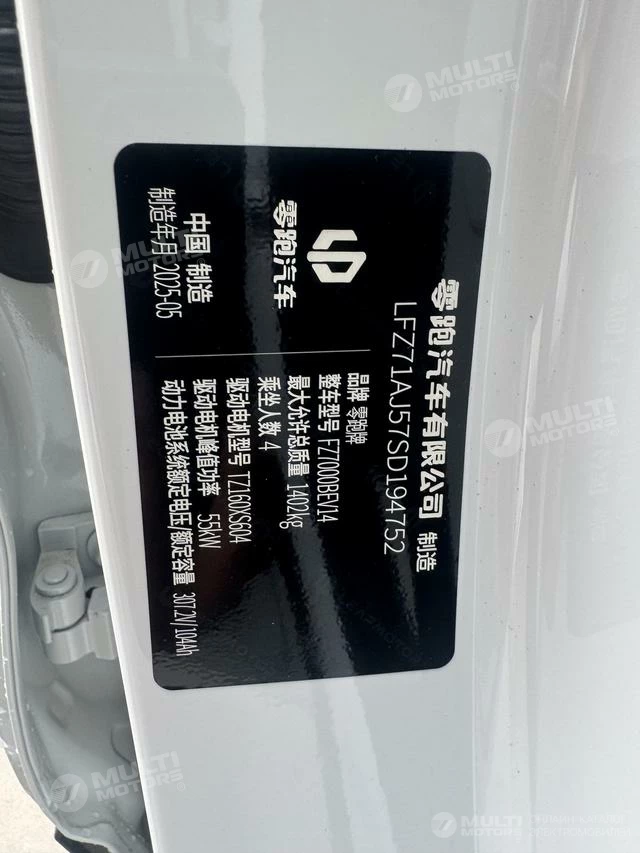 零跑汽车有限公司 制造
LFZ71AJ57SD194752
零跑汽车
品牌 零跑牌
整车型号 FZ7000BEV14
最大允许总质量 1402kg
乘坐人数 4
驱动电机型号 TZ160XS604
驱动电机峰值功率 55kW
动力电池系统额定电压/额定容量 307.2V/104Ah
中国 制造
制造年月 2025-05
MULTI
MOTORS
MULTI
MOTORS
MULTI
MOTORS
MULTI
MOTORS
MULTI
MOTORS